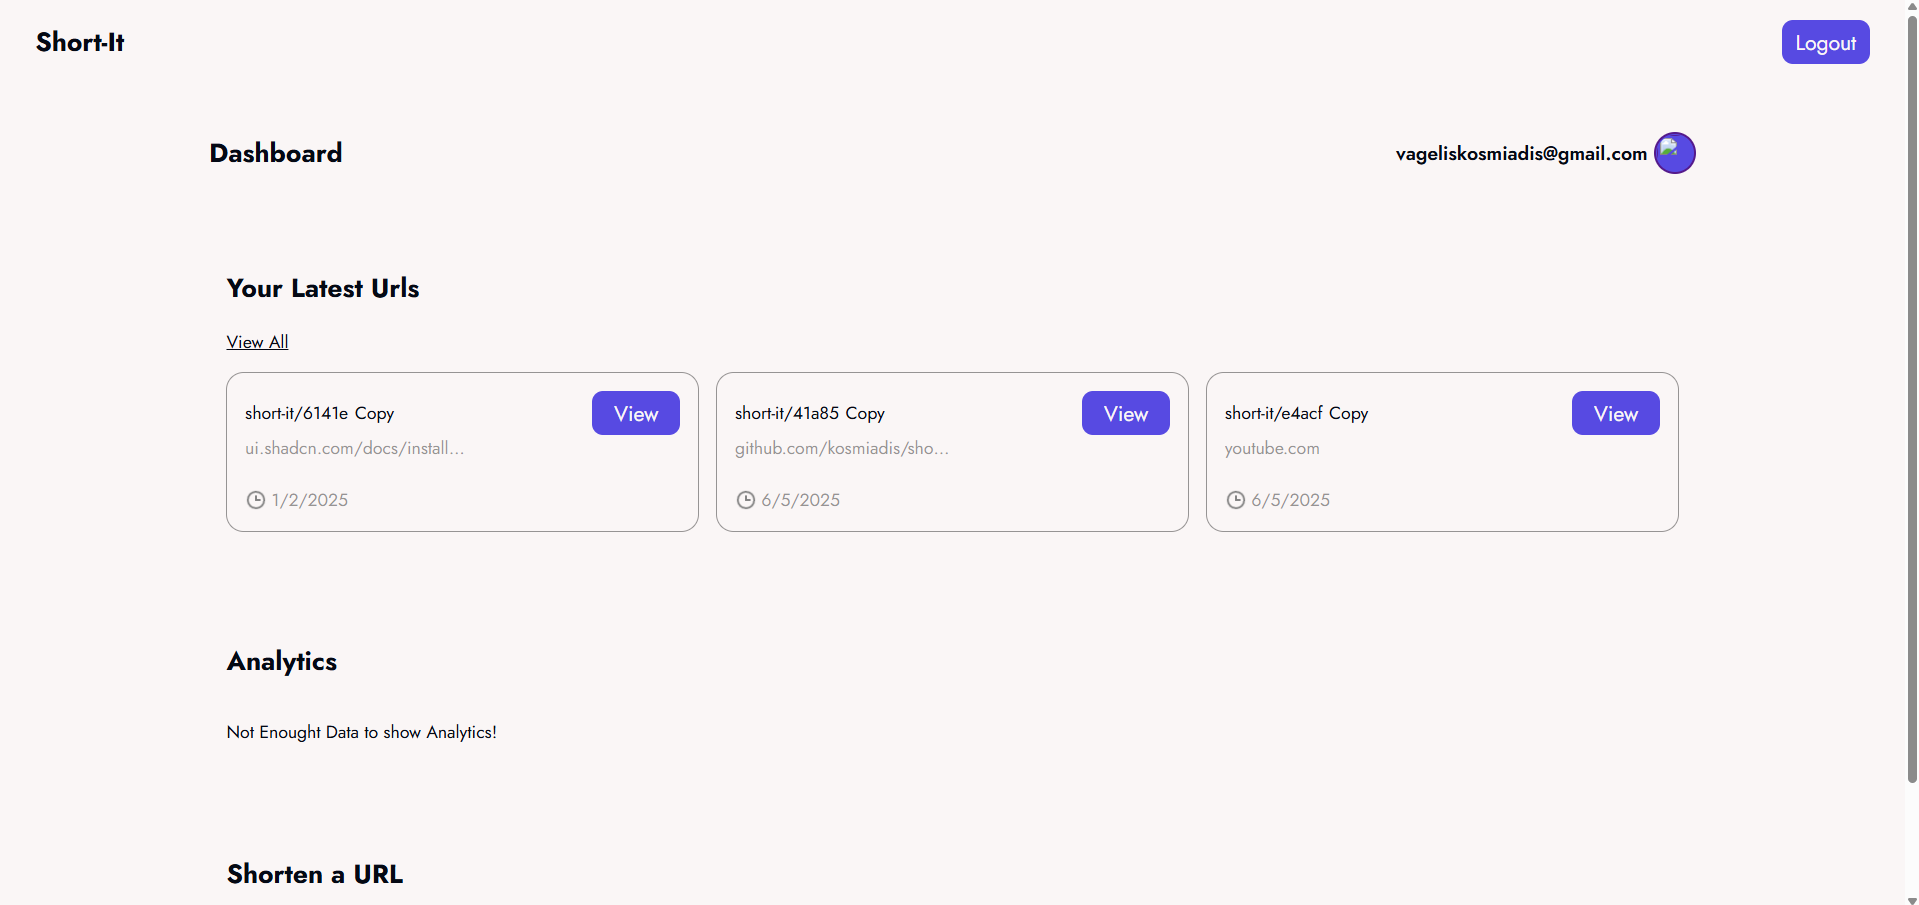 Short-It
Logout
Dashboard
vageliskosmiadis@gmail.com
Your Latest Urls
View All
short-it/6141e Copy
View
ui.shadcn.com/docs/install...
1/2/2025
short-it/41a85 Copy
View
github.com/kosmiadis/sho...
6/5/2025
short-it/e4acf Copy
View
youtube.com
6/5/2025
Analytics
Not Enought Data to show Analytics!
Shorten a URL